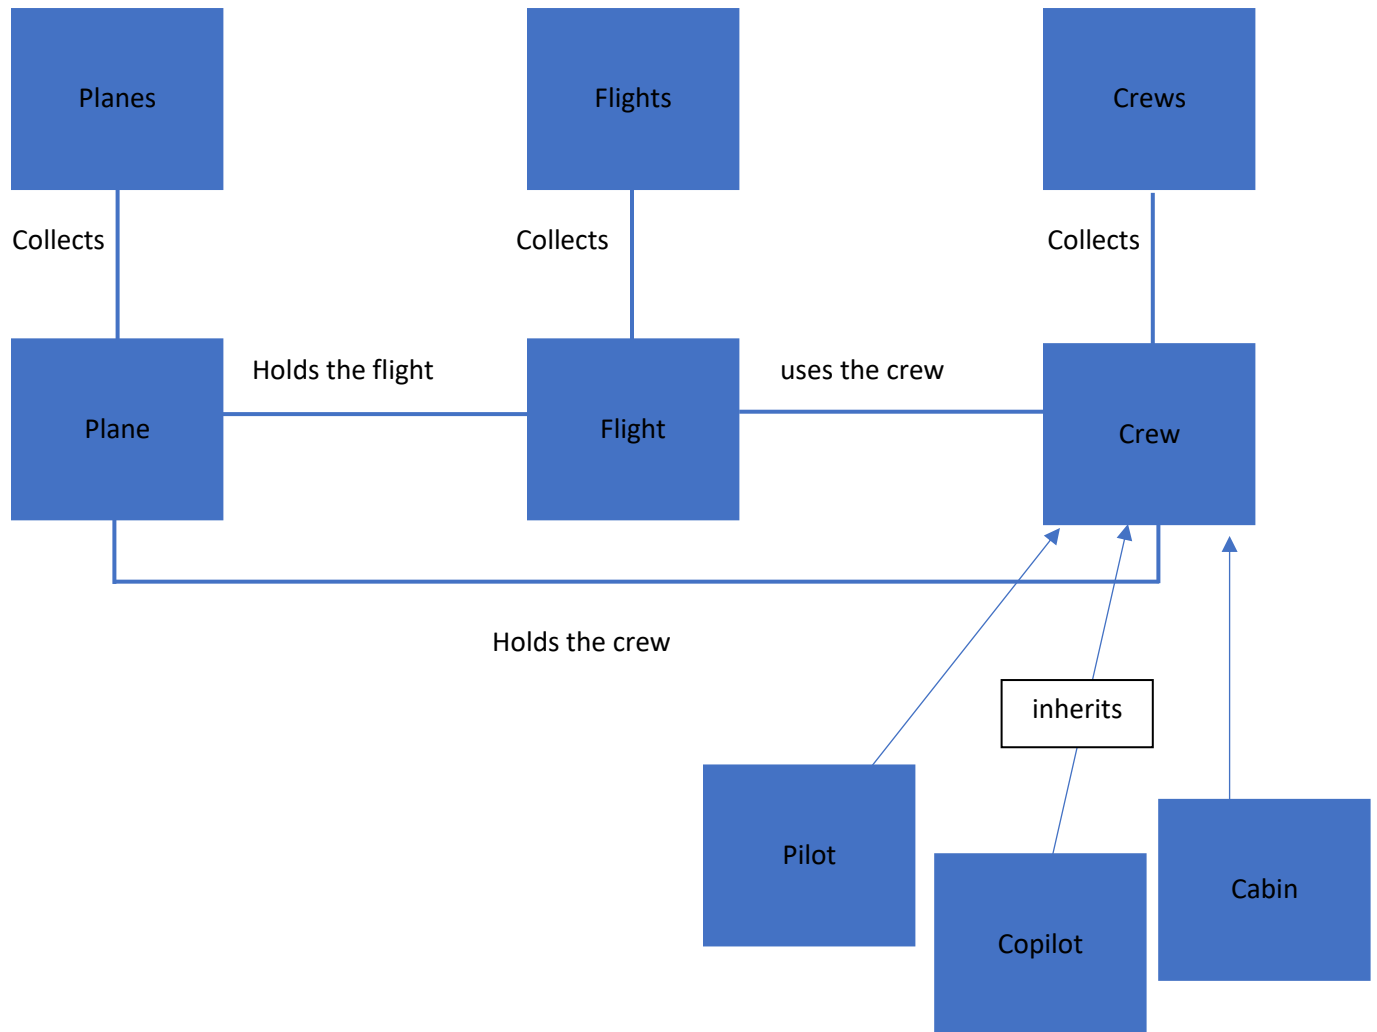 Planes
Flights
Crews
Collects
Collects
Collects
Holds the flight
uses the crew
Plane
Flight
Crew
Holds the crew
inherits
Pilot
Copilot
Cabin